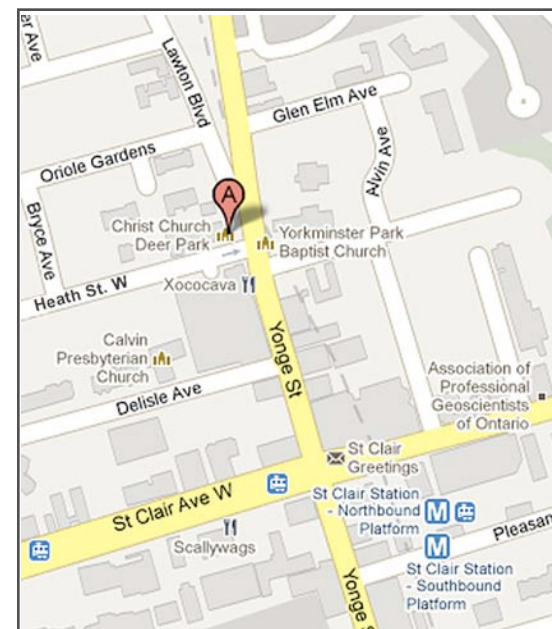 ar Ave
Lawton Blvd
Glen Elm Ave
Oriole Gardens
Alvin Ave
A
Bryce Ave
Christ Church
Deer Park
Yorkminster Park
Baptist Church
Heath St. W
Xococava
Yonge St
Calvin
Presbyterian
Church
Association of
Professional
Geoscientists
of Ontario
Delisle Ave
St Clair
Greetings
St Clair Ave W
St Clair Station
- Northbound
Platform
M
Scallywags
Pleasan
M
St Clair Station
- Southbound
Platform
Yonge St